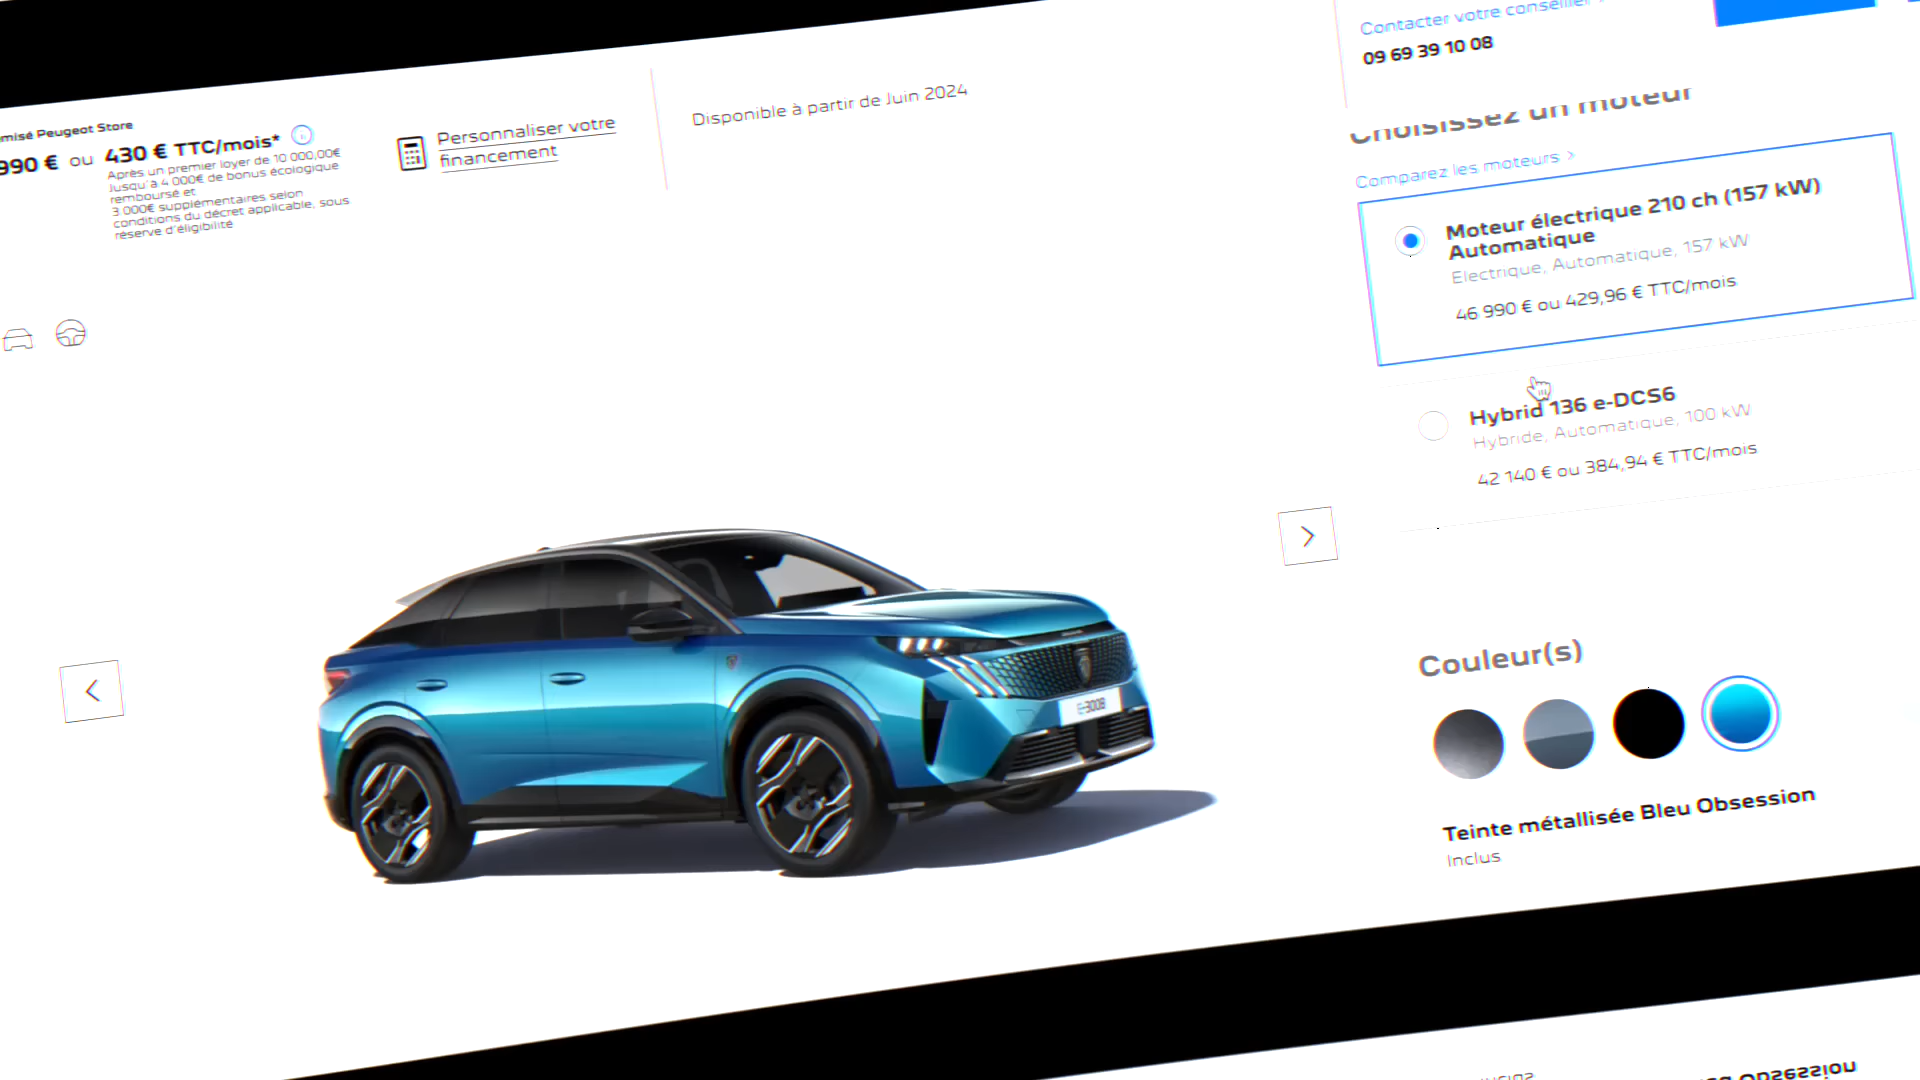 Contacter votre conseiller
09 69 39 10 08
Peugeot Store
990 € ou 430 € TTC/mois*
Après un premier loyer de 10 000,00€
Jusqu'à 4 000€ de bonus écologique
remboursé et
3 000€ supplémentaires selon
conditions du décret applicable, sous
réserve d'éligibilité
Personnaliser votre
financement
Disponible à partir de Juin 2024
Choisissez un moteur
Comparez les moteurs >
Moteur électrique 210 ch (157 kW)
Automatique
Electrique, Automatique, 157 kW
46 990 € ou 429,96 € TTC/mois
Hybrid 136 e-DCS6
Hybride, Automatique, 100 kW
42 140 € ou 384,94 € TTC/mois
E-3008
Couleur(s)
Teinte métallisée Bleu Obsession
Inclus
Obsession